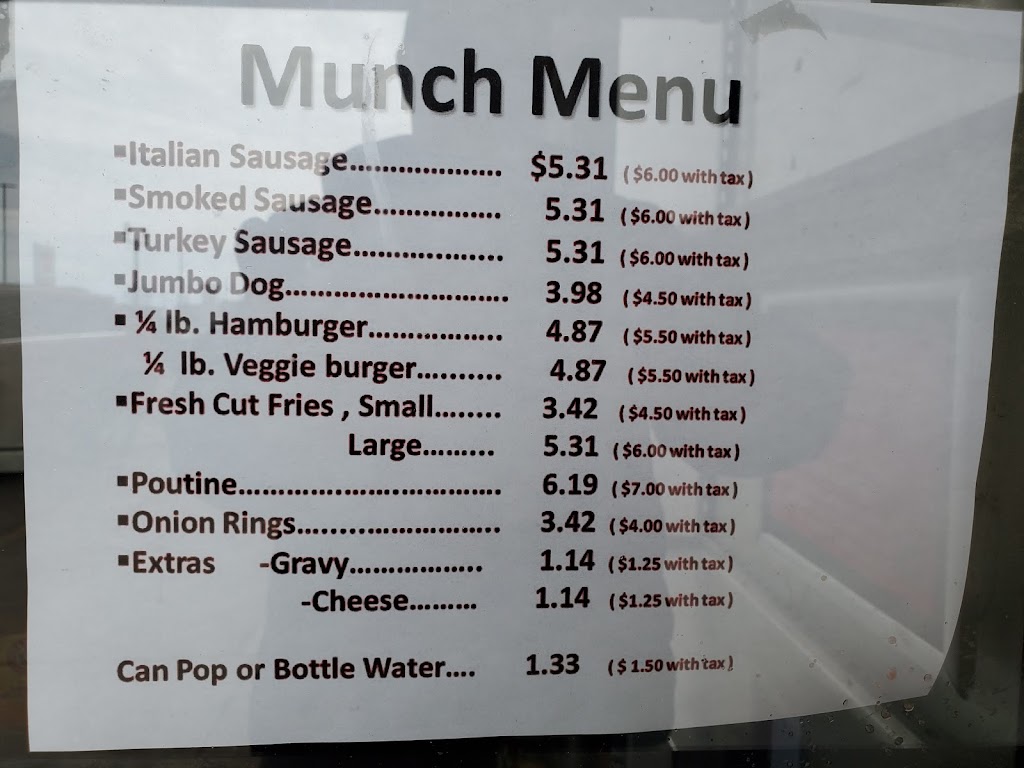 Munch Menu
▪Italian Sausage................... $5.31 ( $6.00 with tax )
▪Smoked Sausage................ 5.31 ( $6.00 with tax )
▪Turkey Sausage................... 5.31 ( $6.00 with tax )
▪Jumbo Dog............................ 3.98 ( $4.50 with tax )
▪ ¼ lb. Hamburger................. 4.87 ( $5.50 with tax )
¼ lb. Veggie burger.......... 4.87 ( $5.50 with tax )
▪Fresh Cut Fries , Small........ 3.42 ( $4.50 with tax )
Large......... 5.31 ( $6.00 with tax )
▪Poutine................................. 6.19 ( $7.00 with tax )
▪Onion Rings......................... 3.42 ( $4.00 with tax )
▪Extras -Gravy................. 1.14 ( $1.25 with tax )
-Cheese......... 1.14 ( $1.25 with tax )
Can Pop or Bottle Water.... 1.33 ( $ 1.50 with tax )